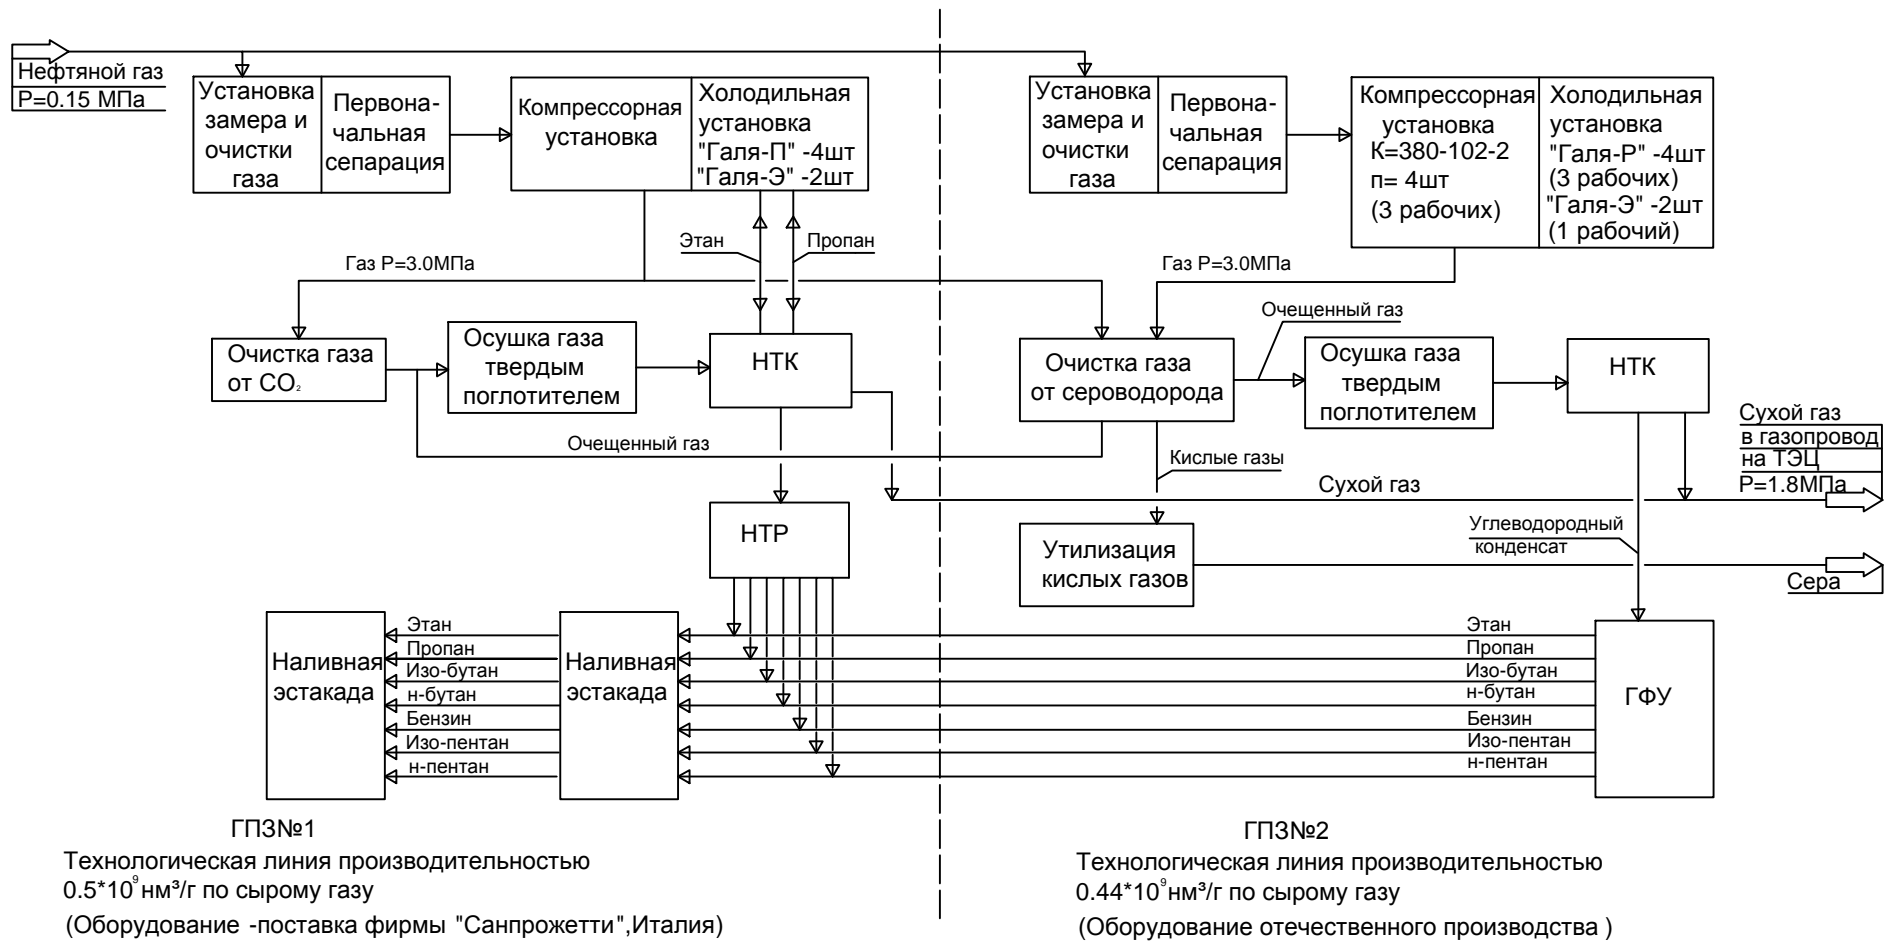 Нефтяной газ
Р=0.15 МПа
Установка
замера и
очистки
газа
Первона-
чальная
сепарация
Компрессорная
установка
Холодильная
установка
"Галя-П" -4шт
"Галя-Э" -2шт
Установка
замера и
очистки
газа
Первона-
чальная
сепарация
Компрессорная
установка
К=380-102-2
п= 4шт
(3 рабочих)
Холодильная
установка
"Галя-Р" -4шт
(3 рабочих)
"Галя-Э" -2шт
(1 рабочий)
Этан
Пропан
Газ Р=3.0МПа
Газ Р=3.0МПа
Очещенный газ
Очистка газа
от СО₂
Осушка газа
твердым
поглотителем
НТК
Очистка газа
от сероводорода
Осушка газа
твердым
поглотителем
НТК
Очещенный газ
Кислые газы
Сухой газ
Сухой газ
в газопровод
на ТЭЦ
Р=1.8МПа
НТР
Утилизация
кислых газов
Углеводородный
конденсат
Сера
Наливная
эстакада
Этан
Пропан
Изо-бутан
н-бутан
Бензин
Изо-пентан
н-пентан
Наливная
эстакада
Этан
Пропан
Изо-бутан
н-бутан
Бензин
Изо-пентан
н-пентан
ГФУ
ГПЗ№1
Технологическая линия производительностью
0.5*10⁹нм³/г по сырому газу
(Оборудование -поставка фирмы "Санпрожетти",Италия)
ГПЗ№2
Технологическая линия производительностью
0.44*10⁹нм³/г по сырому газу
(Оборудование отечественного производства )